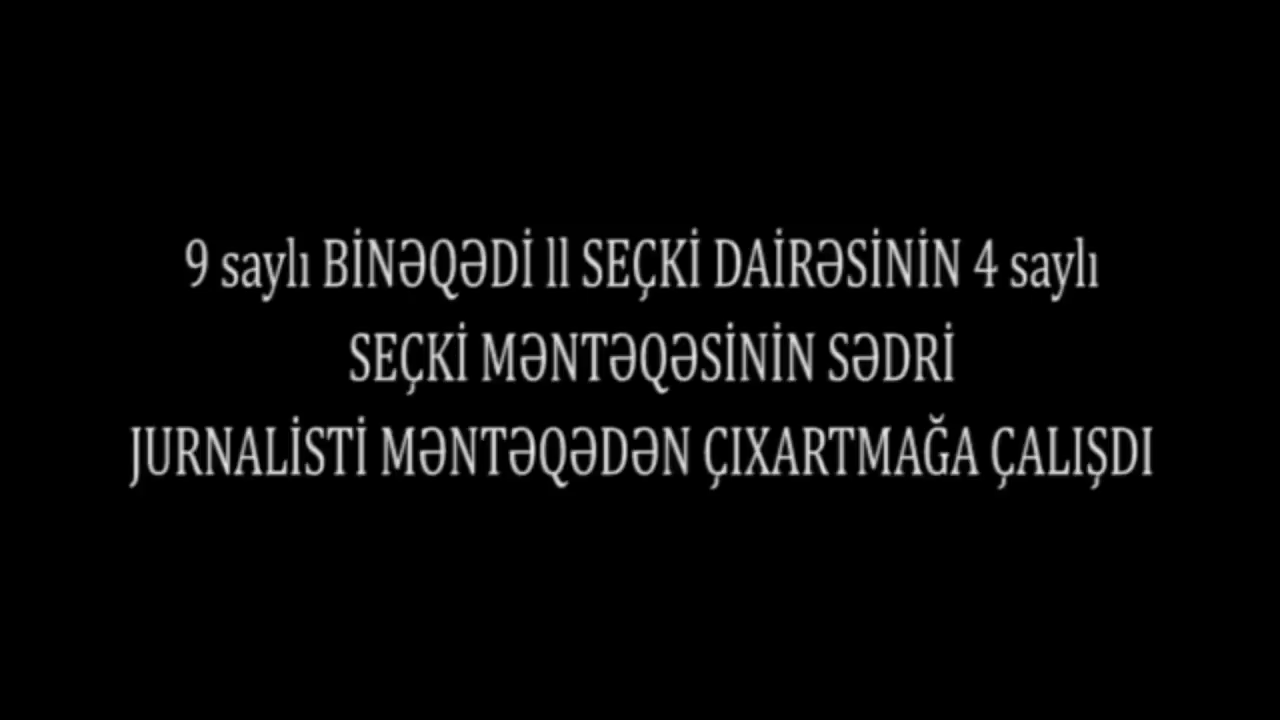 9 saylı BİNƏQƏDİ ll SEÇKİ DAİRƏSİNİN 4 saylı
SEÇKİ MƏNTƏQƏSİNİN SƏDRİ
JURNALİSTİ MƏNTƏQƏDƏN ÇIXARTMAĞA ÇALIŞDI